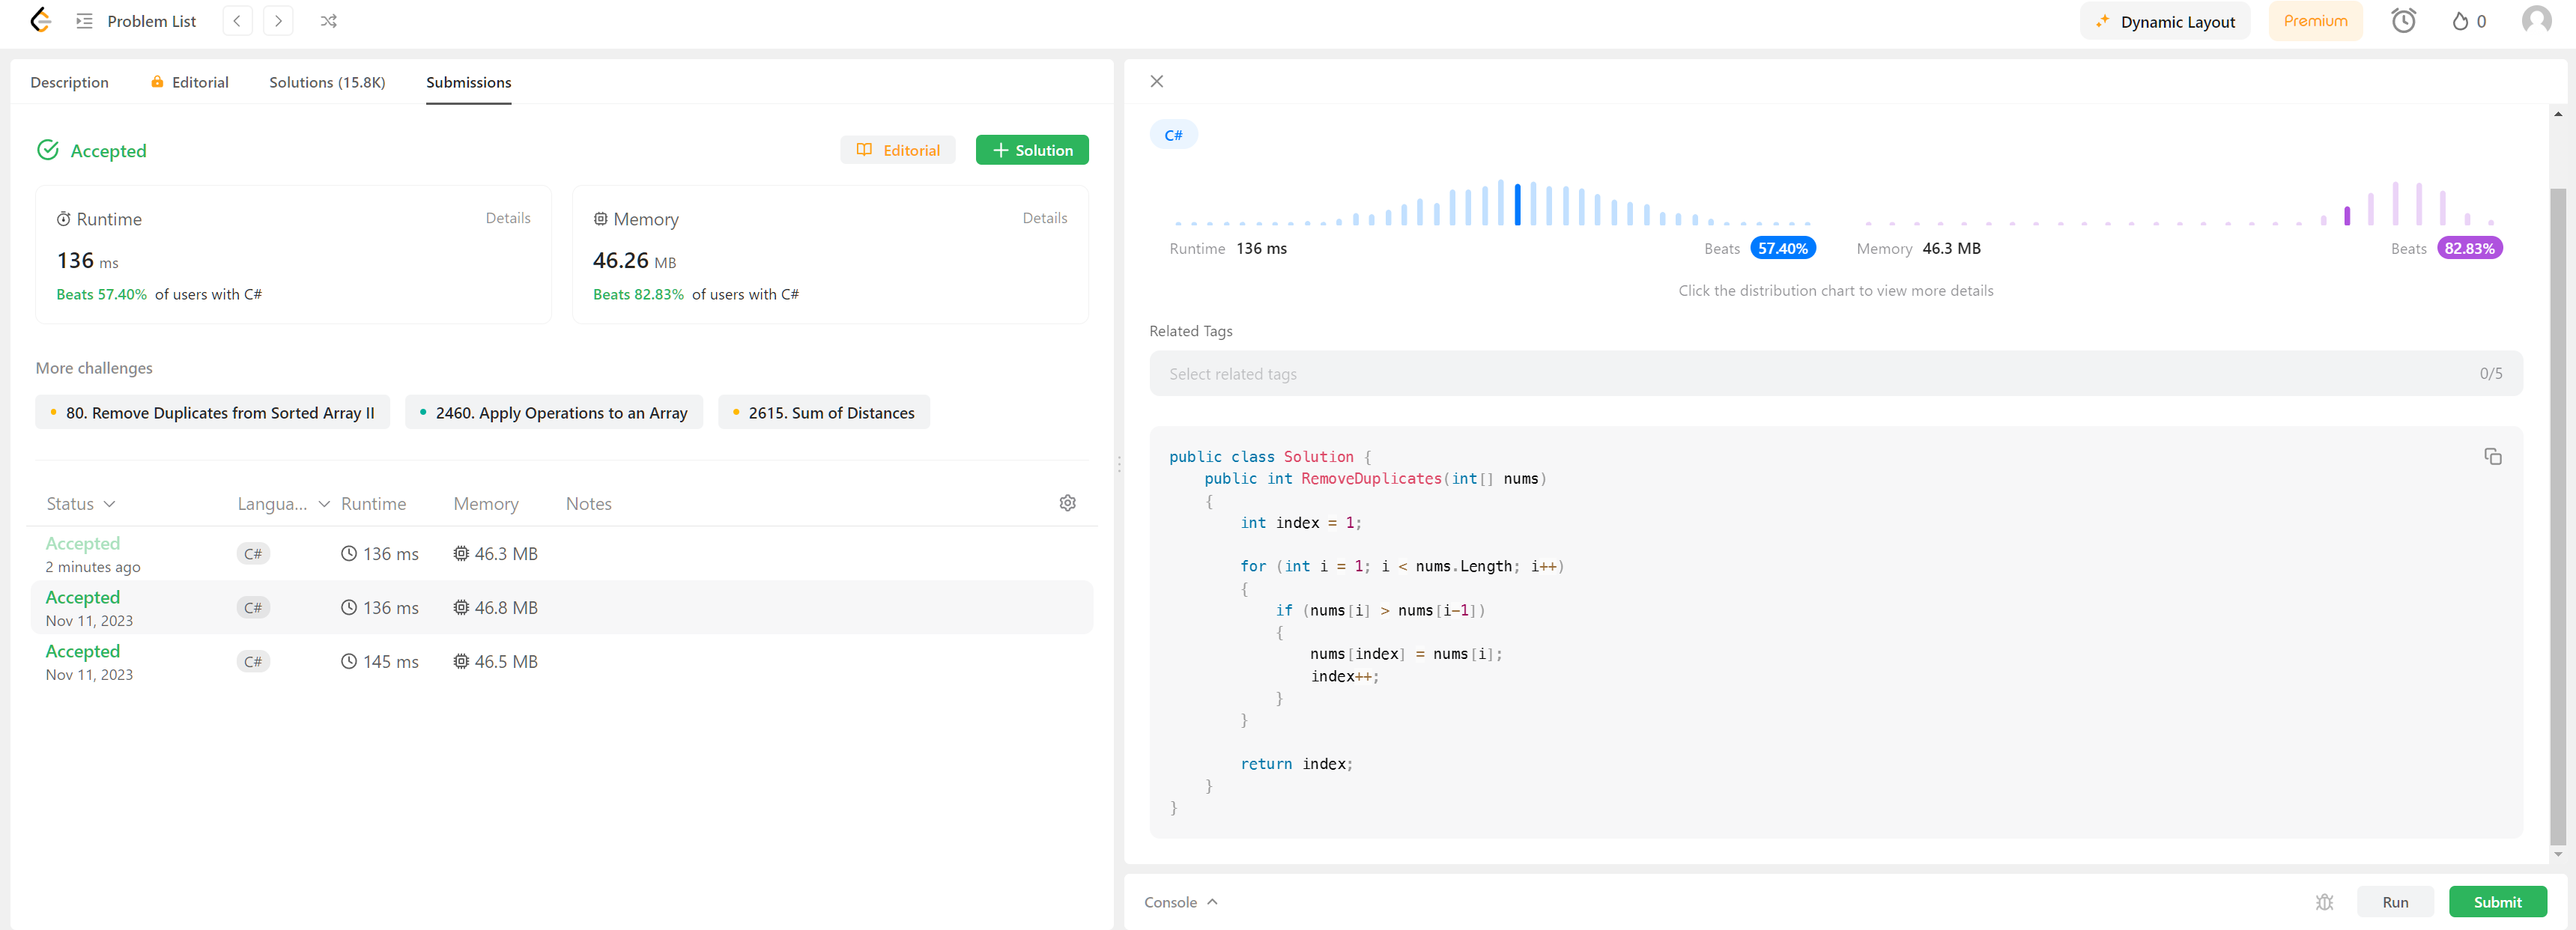 Problem List
Dynamic Layout
Premium
0
Description
Editorial
Solutions (15.8K)
Submissions
Accepted
Editorial
Solution
Runtime
Details
136 ms
Beats 57.40% of users with C#
Memory
Details
46.26 MB
Beats 82.83% of users with C#
More challenges
80. Remove Duplicates from Sorted Array II
2460. Apply Operations to an Array
2615. Sum of Distances
Status Langua... Runtime Memory Notes
Accepted
2 minutes ago
C# 136 ms 46.3 MB
Accepted
Nov 11, 2023
C# 136 ms 46.8 MB
Accepted
Nov 11, 2023
C# 145 ms 46.5 MB
C#
Runtime 136 ms
Beats 57.40%
Memory 46.3 MB
Beats 82.83%
Click the distribution chart to view more details
Related Tags
Select related tags
0/5
public class Solution {
    public int RemoveDuplicates(int[] nums)
    {
        int index = 1;
        for (int i = 1; i < nums.Length; i++)
        {
            if (nums[i] > nums[i-1])
            {
                nums[index] = nums[i];
                index++;
            }
        }
        return index;
    }
}
Console
Run
Submit